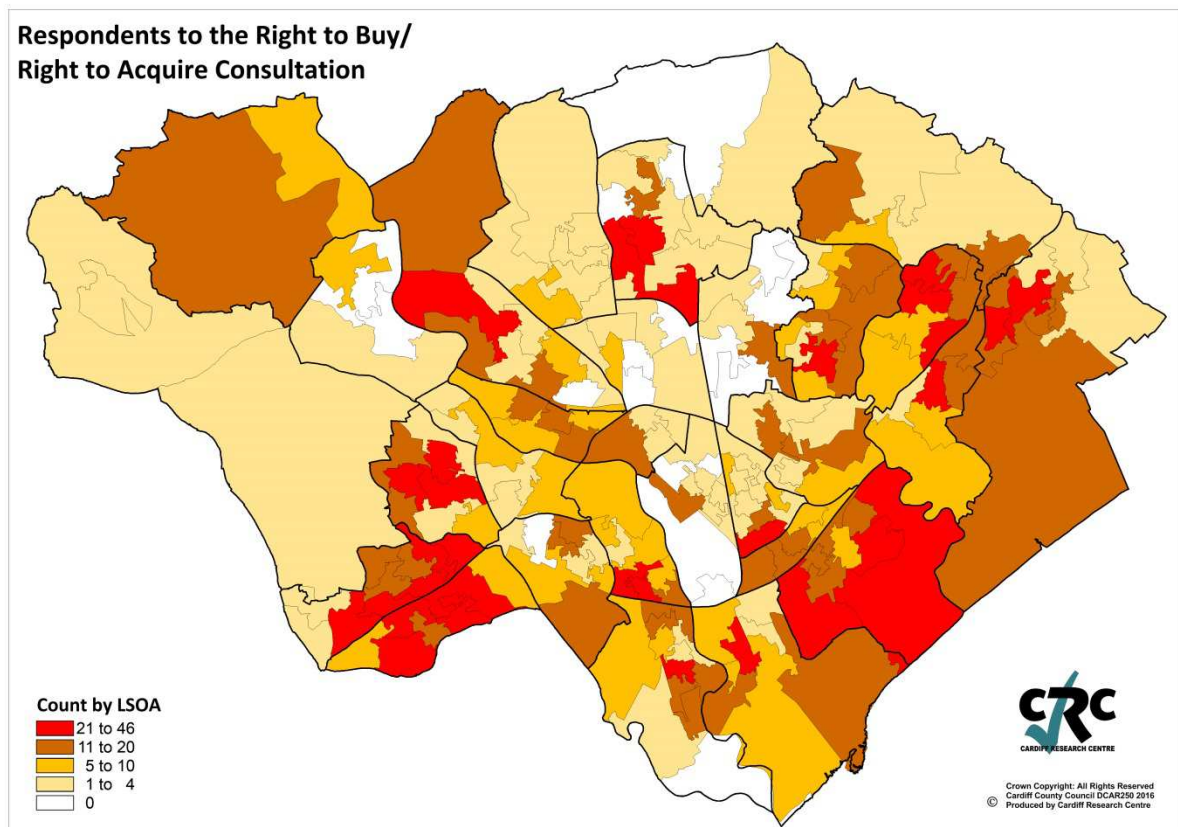 Respondents to the Right to Buy/
Right to Acquire Consultation
Count by LSOA
21 to 46
11 to 20
5 to 10
1 to 4
0
CRC
CARDIFF RESEARCH CENTRE
Crown Copyright: All Rights Reserved
Cardiff County Council DCAR250 2016
© Produced by Cardiff Research Centre